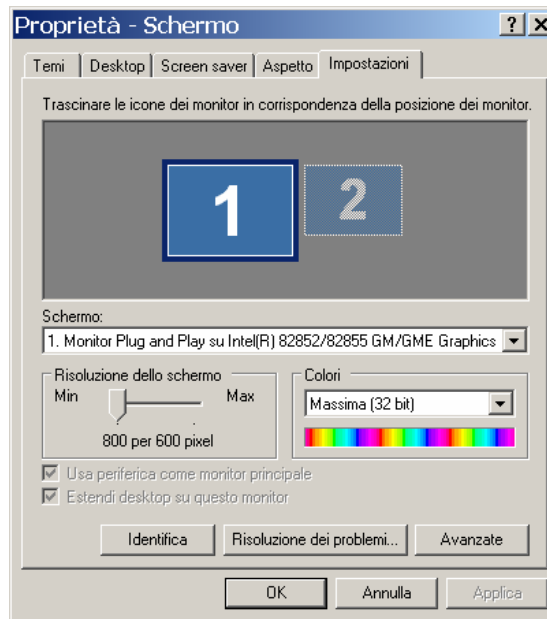 Proprietà - Schermo
Temi Desktop Screen saver Aspetto Impostazioni
Trascinare le icone dei monitor in corrispondenza della posizione dei monitor.
1 2
Schermo:
1. Monitor Plug and Play su Intel(R) 82852/82855 GM/GME Graphics
Risoluzione dello schermo
Min Max
800 per 600 pixel
Colori
Massima (32 bit)
Usa periferica come monitor principale
Estendi desktop su questo monitor
Identifica Risoluzione dei problemi... Avanzate
OK Annulla Applica